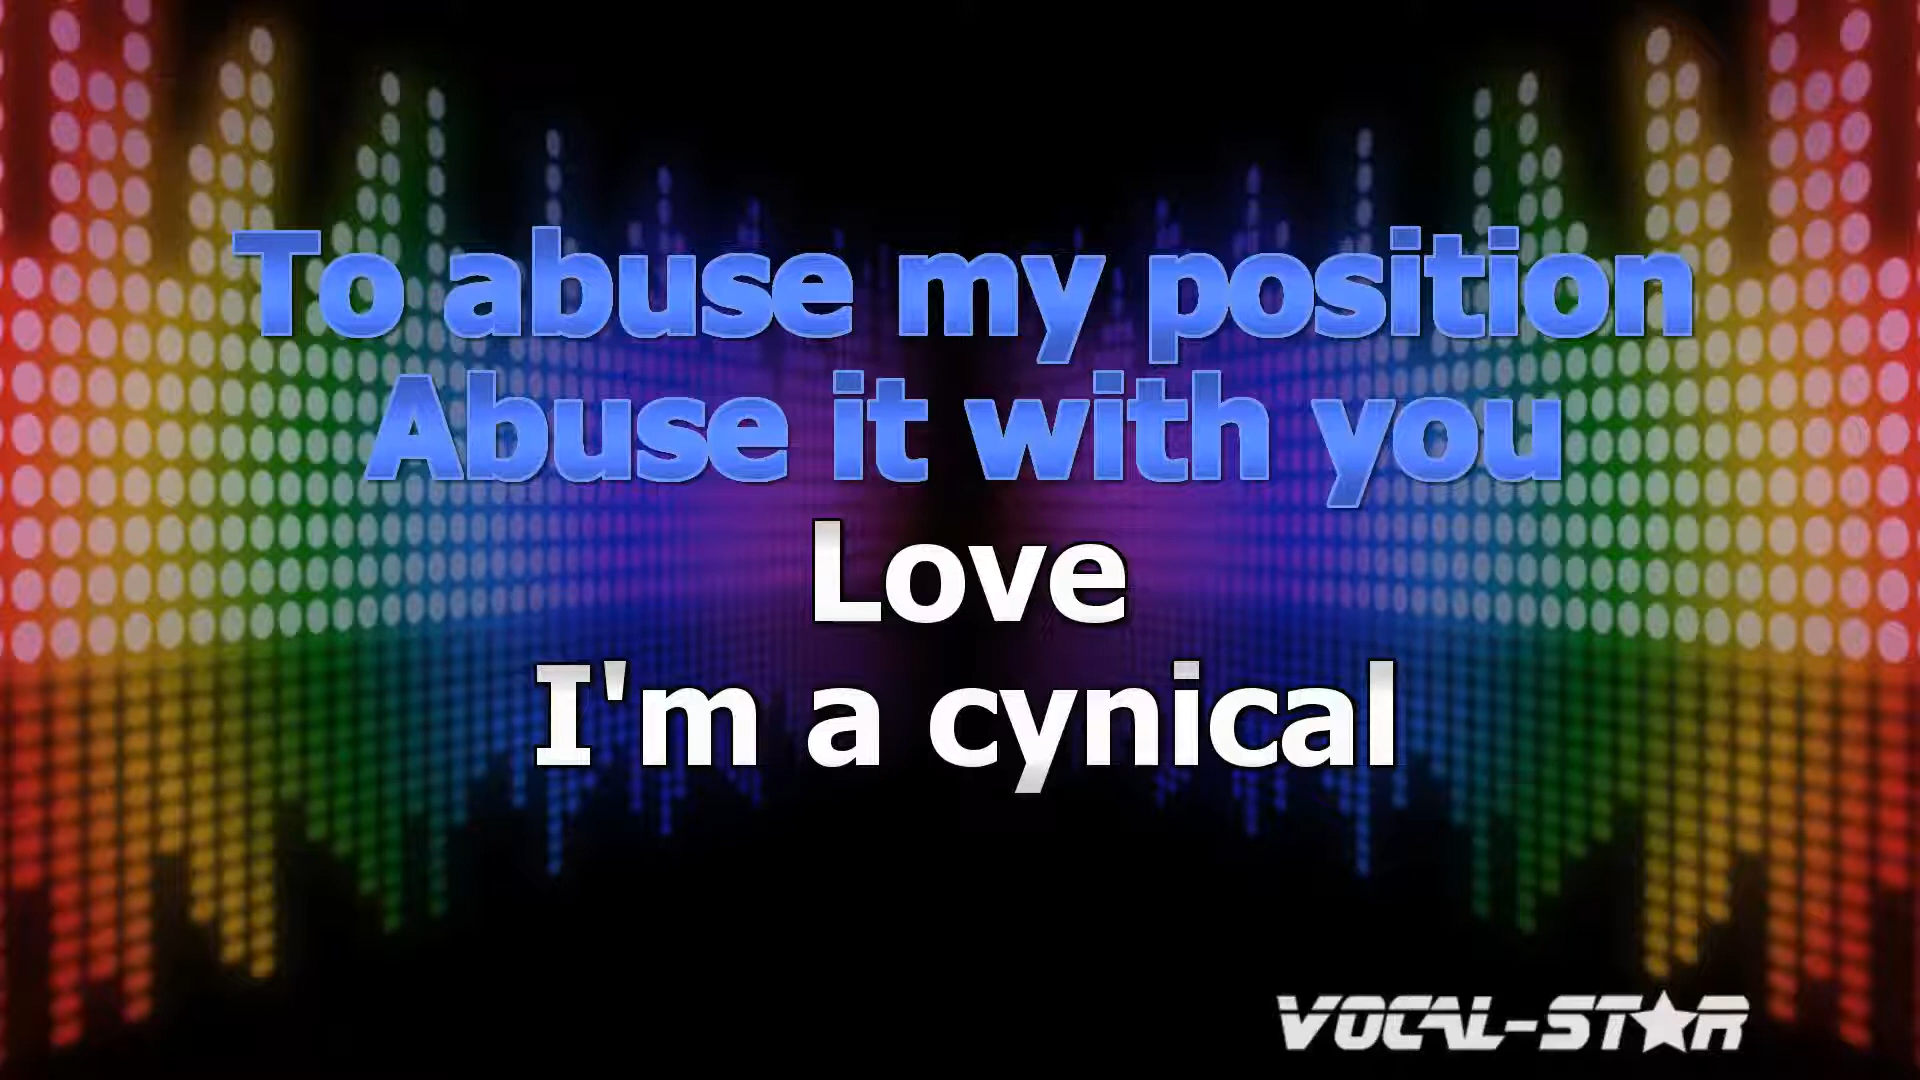 To abuse my position
Abuse it with you
Love
I'm a cynical
VOCAL-STAR